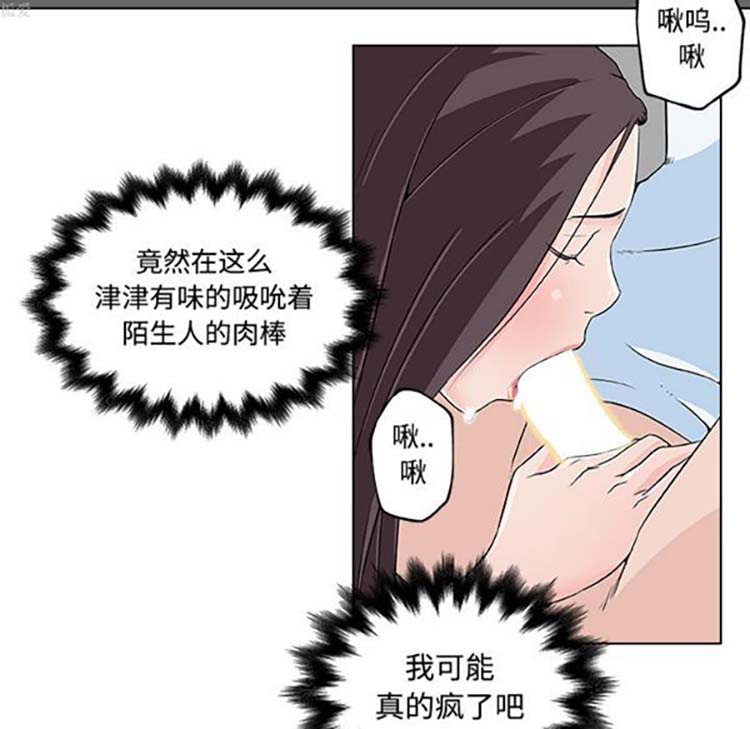 啾呜..
啾
竟然在这么
津津有味的吸吮着
陌生人的肉棒
啾..
啾
我可能
真的疯了吧